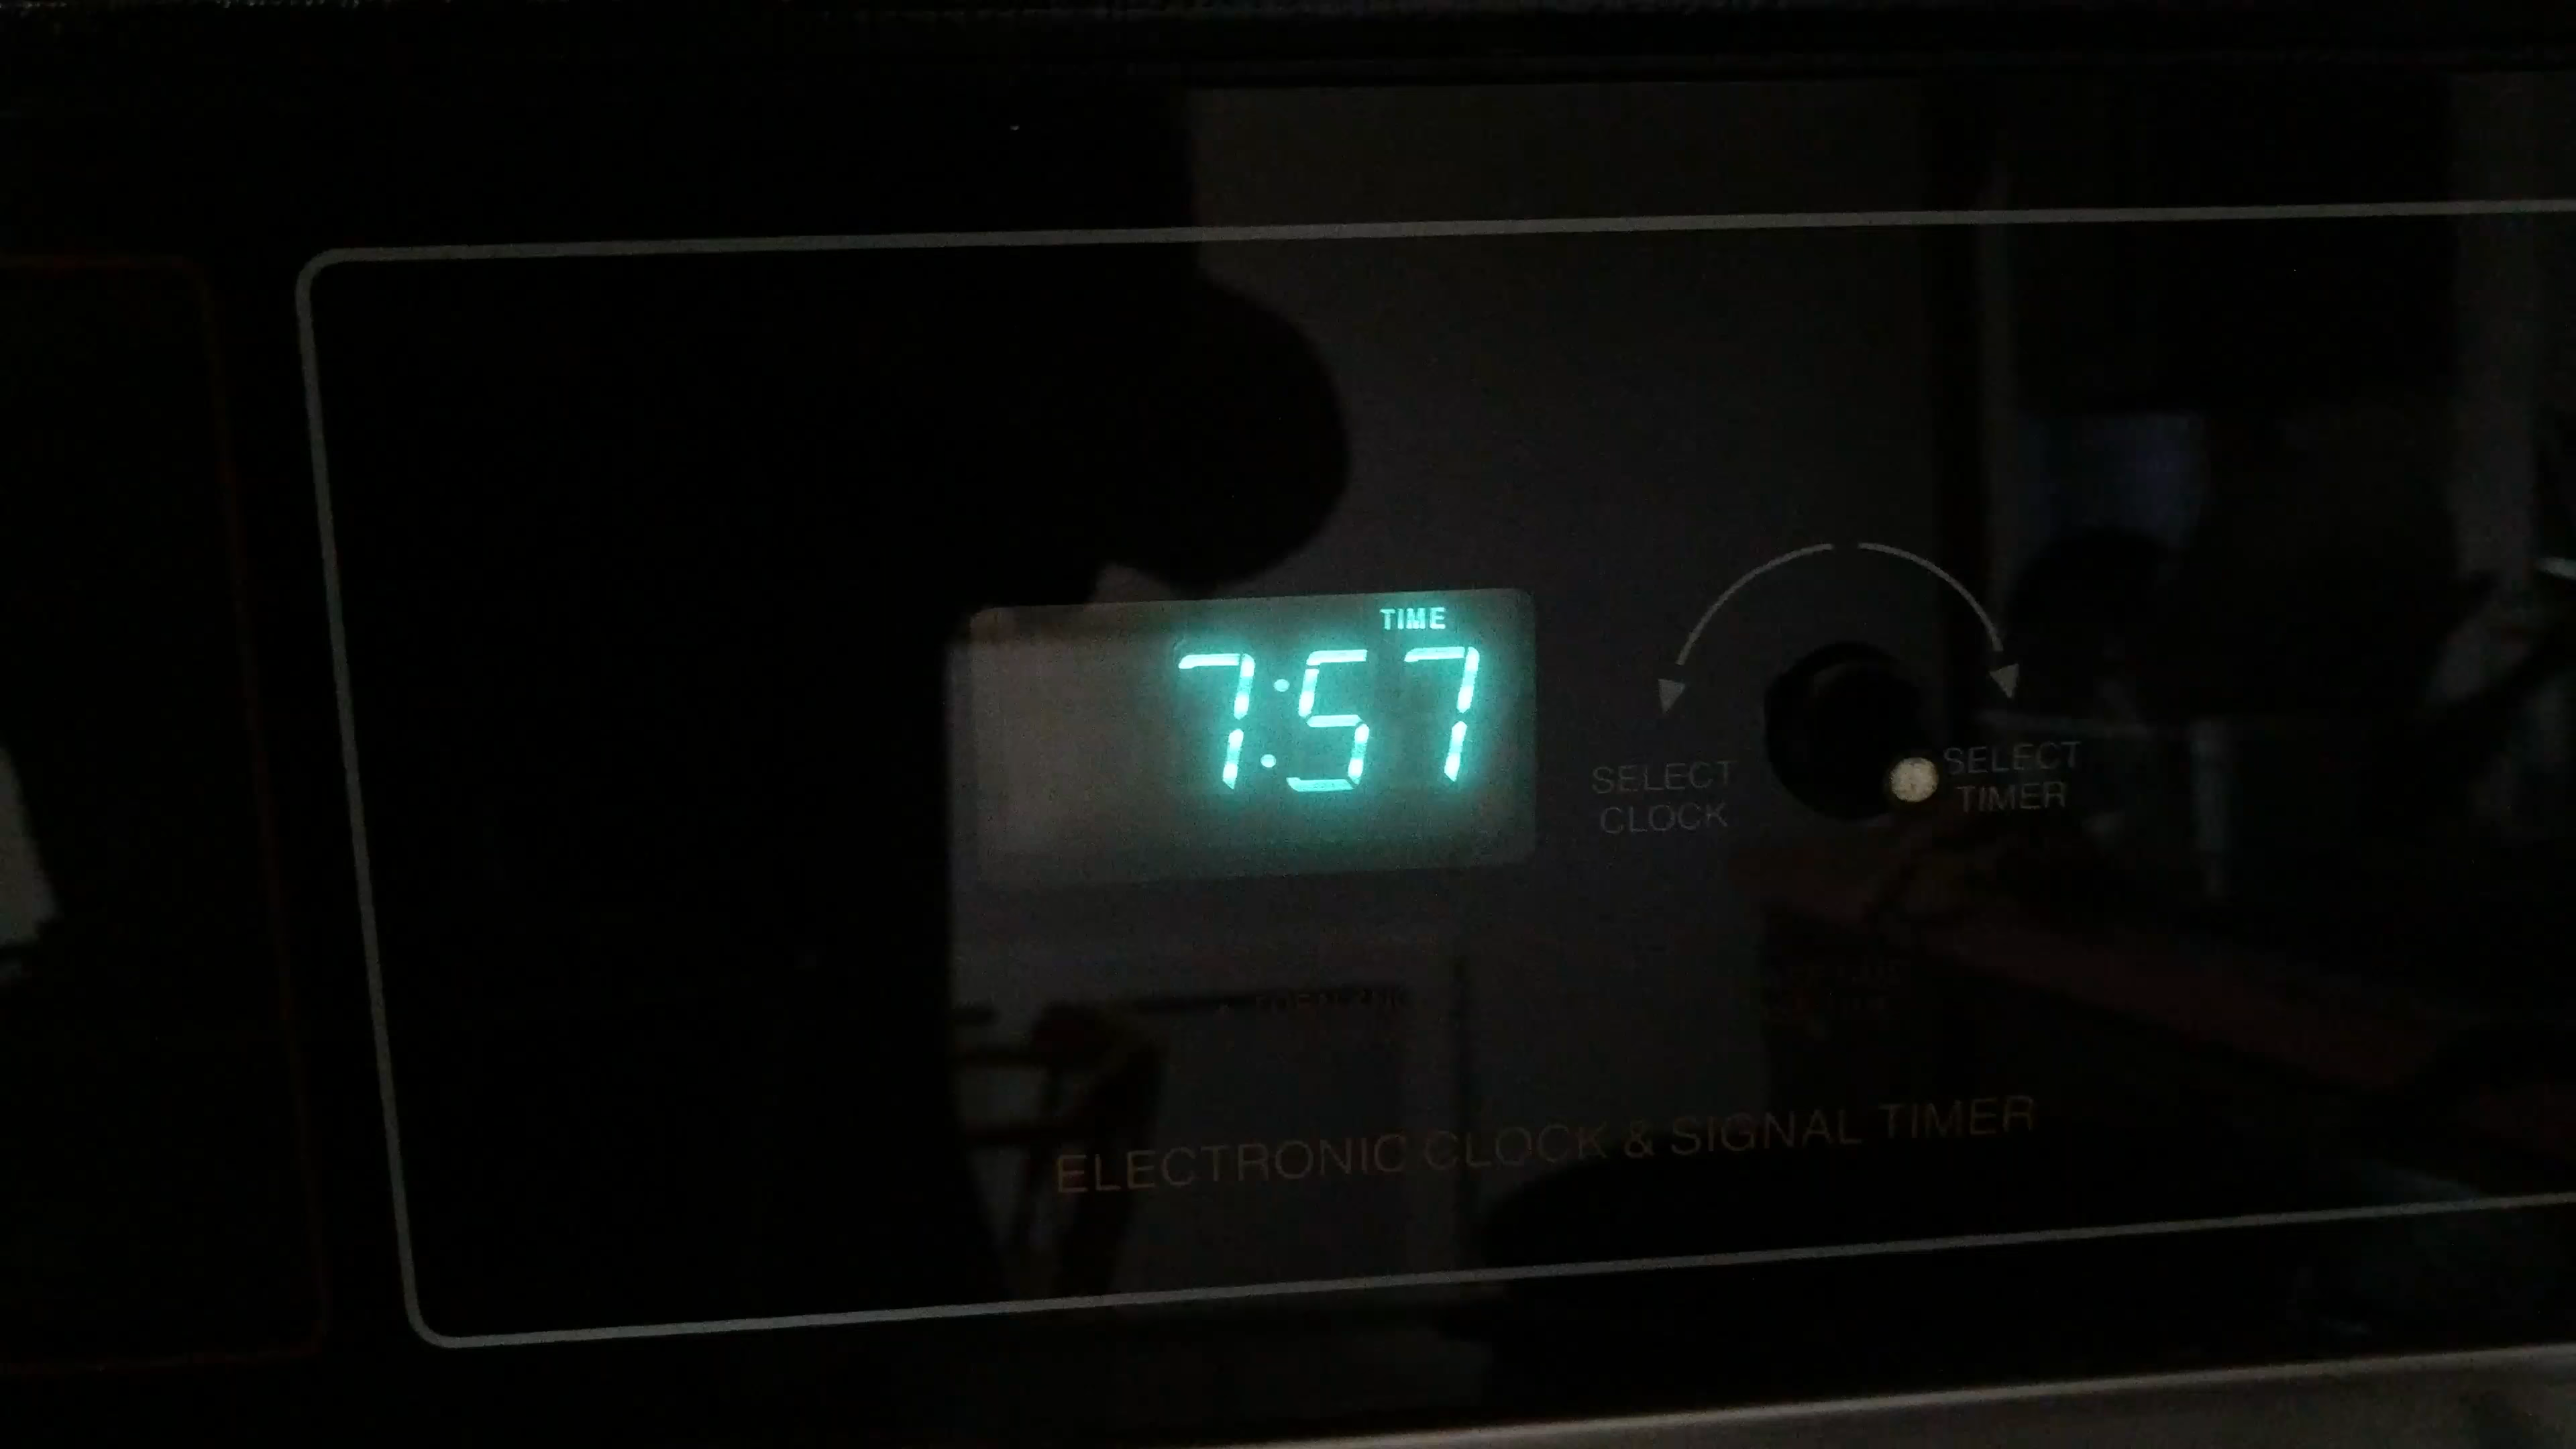 TIME
7:57
SELECT
CLOCK
SELECT
TIMER
ELECTRONIC CLOCK & SIGNAL TIMER